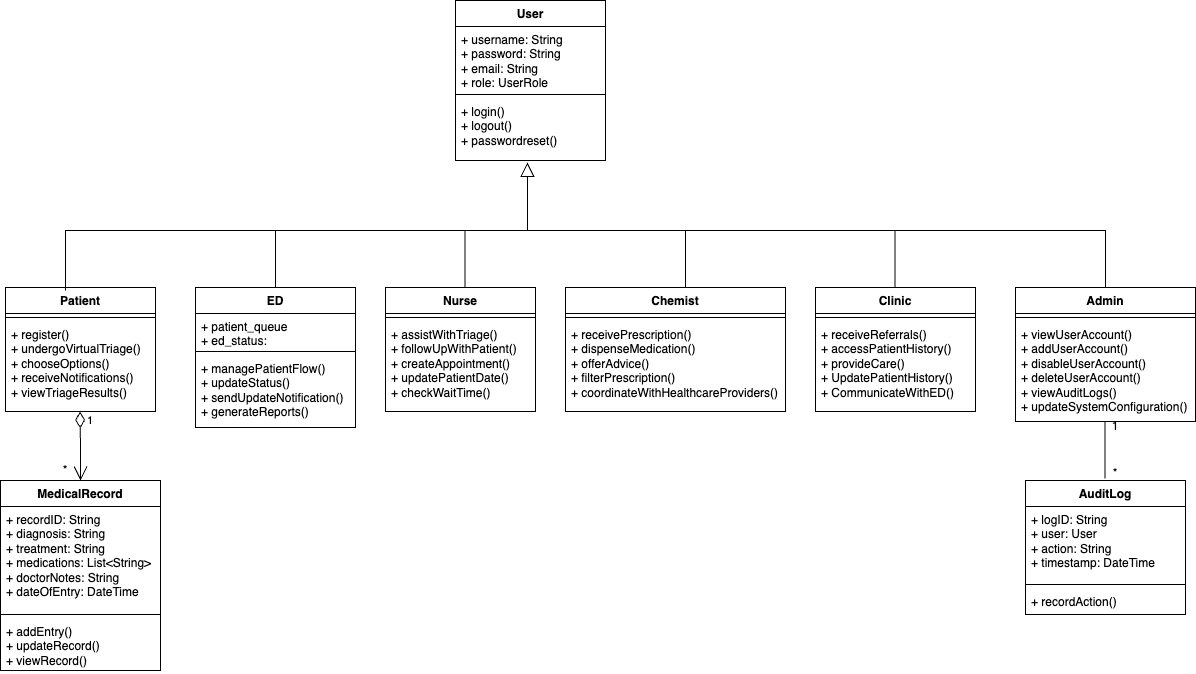 User
+ username: String
+ password: String
+ email: String
+ role: UserRole
+ login()
+ logout()
+ passwordreset()
Patient
+ register()
+ undergoVirtualTriage()
+ chooseOptions()
+ receiveNotifications()
+ viewTriageResults()
ED
+ patient_queue
+ ed_status:
+ managePatientFlow()
+ updateStatus()
+ sendUpdateNotification()
+ generateReports()
Nurse
+ assistWithTriage()
+ followUpWithPatient()
+ createAppointment()
+ updatePatientDate()
+ checkWaitTime()
Chemist
+ receivePrescription()
+ dispenseMedication()
+ offerAdvice()
+ filterPrescription()
+ coordinateWithHealthcareProviders()
Clinic
+ receiveReferrals()
+ accessPatientHistory()
+ provideCare()
+ UpdatePatientHistory()
+ CommunicateWithED()
Admin
+ viewUserAccount()
+ addUserAccount()
+ disableUserAccount()
+ deleteUserAccount()
+ viewAuditLogs()
+ updateSystemConfiguration()
1
*
1
*
MedicalRecord
+ recordID: String
+ diagnosis: String
+ treatment: String
+ medications: List<String>
+ doctorNotes: String
+ dateOfEntry: DateTime
+ addEntry()
+ updateRecord()
+ viewRecord()
AuditLog
+ logID: String
+ user: User
+ action: String
+ timestamp: DateTime
+ recordAction()